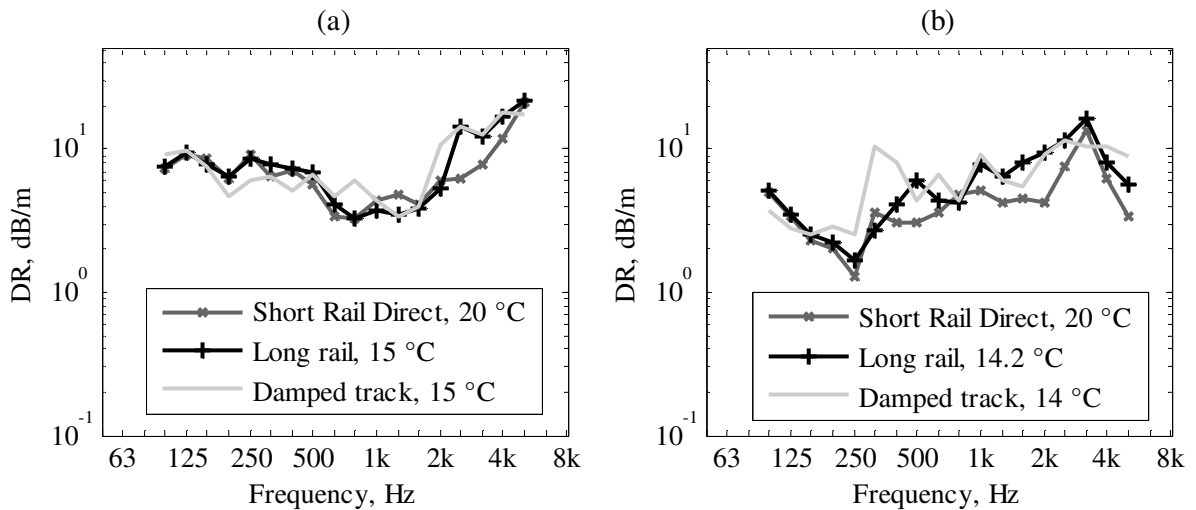 (a)
DR, dB/m
10^1
10^0
10^-1
Short Rail Direct, 20 °C
Long rail, 15 °C
Damped track, 15 °C
63 125 250 500 1k 2k 4k 8k
Frequency, Hz
(b)
DR, dB/m
10^1
10^0
10^-1
Short Rail Direct, 20 °C
Long rail, 14.2 °C
Damped track, 14 °C
63 125 250 500 1k 2k 4k 8k
Frequency, Hz